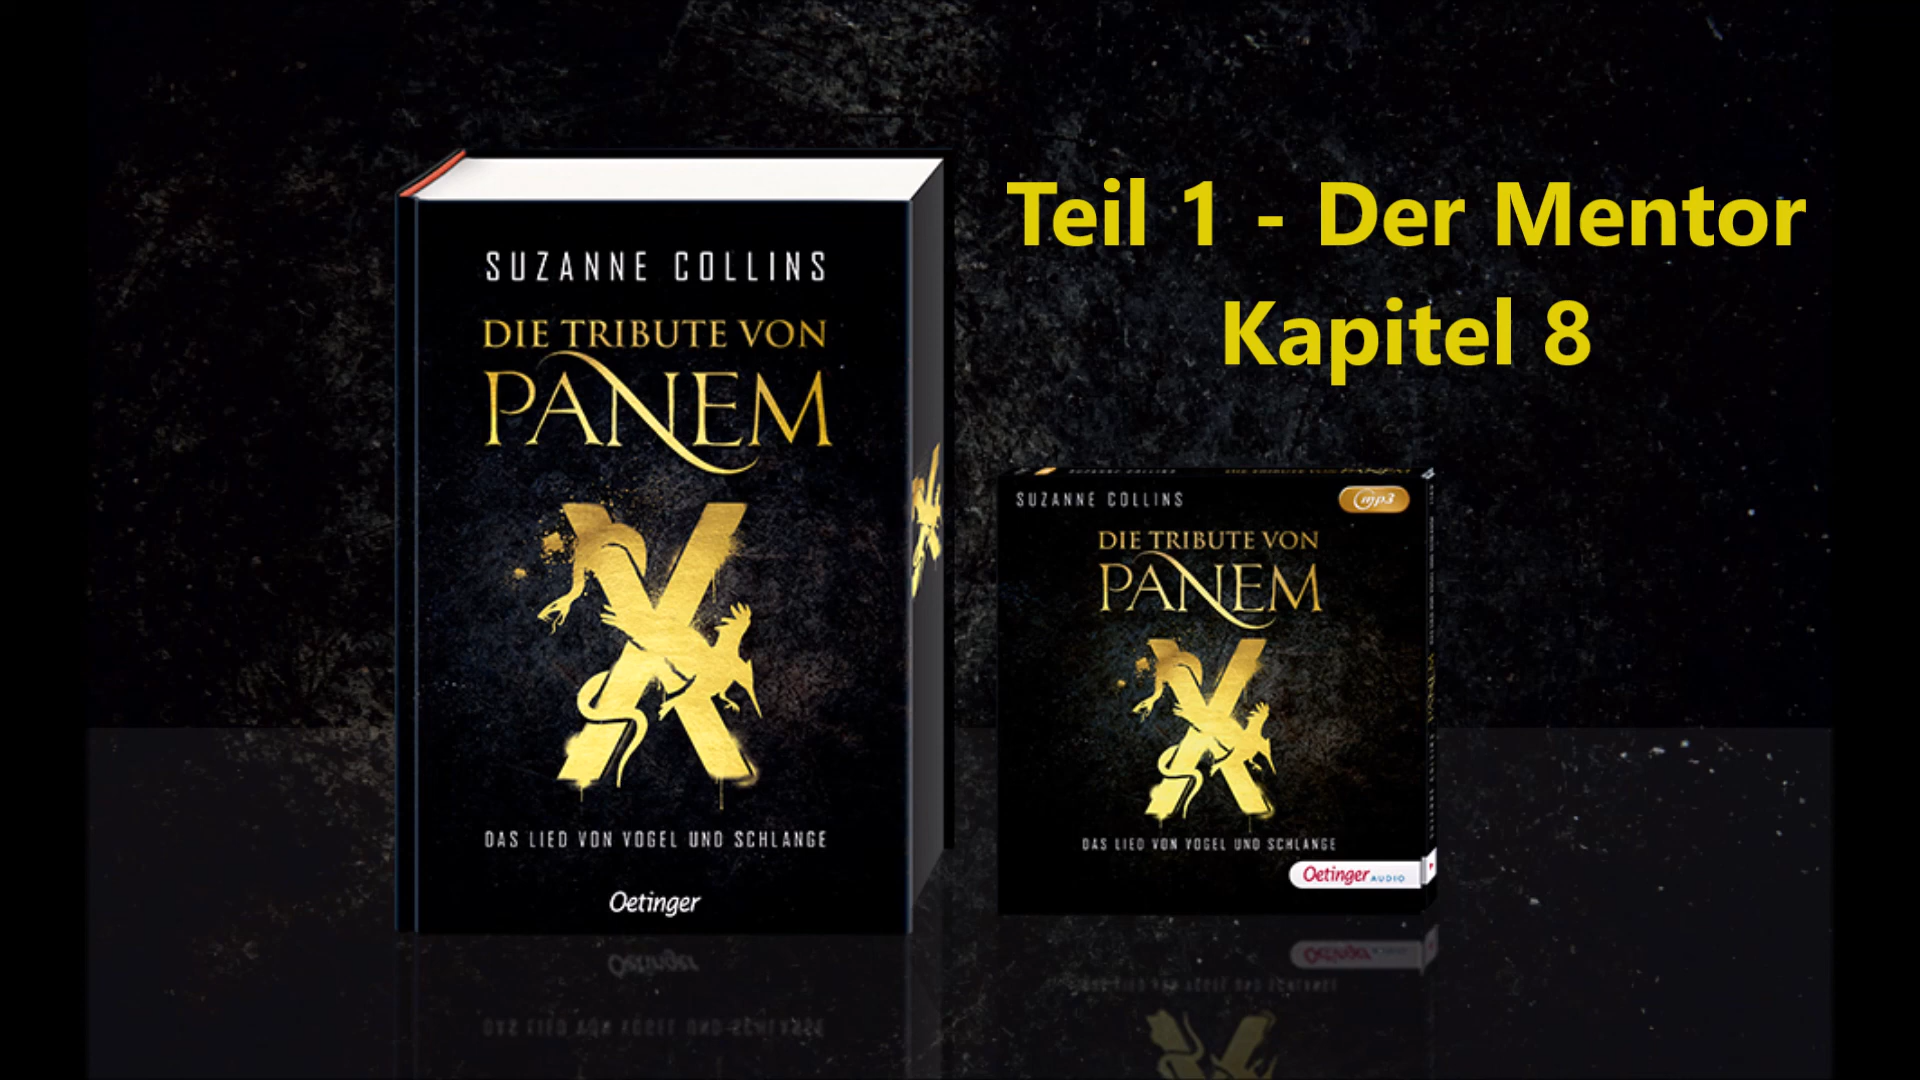 Teil 1 - Der Mentor
Kapitel 8
SUZANNE COLLINS
DIE TRIBUTE VON
PANEM
X
DAS LIED VON VOGEL UND SCHLANGE
Oetinger
SUZANNE COLLINS
mp3
DIE TRIBUTE VON
PANEM
X
DAS LIED VON VOGEL UND SCHLANGE
Oetinger AUDIO